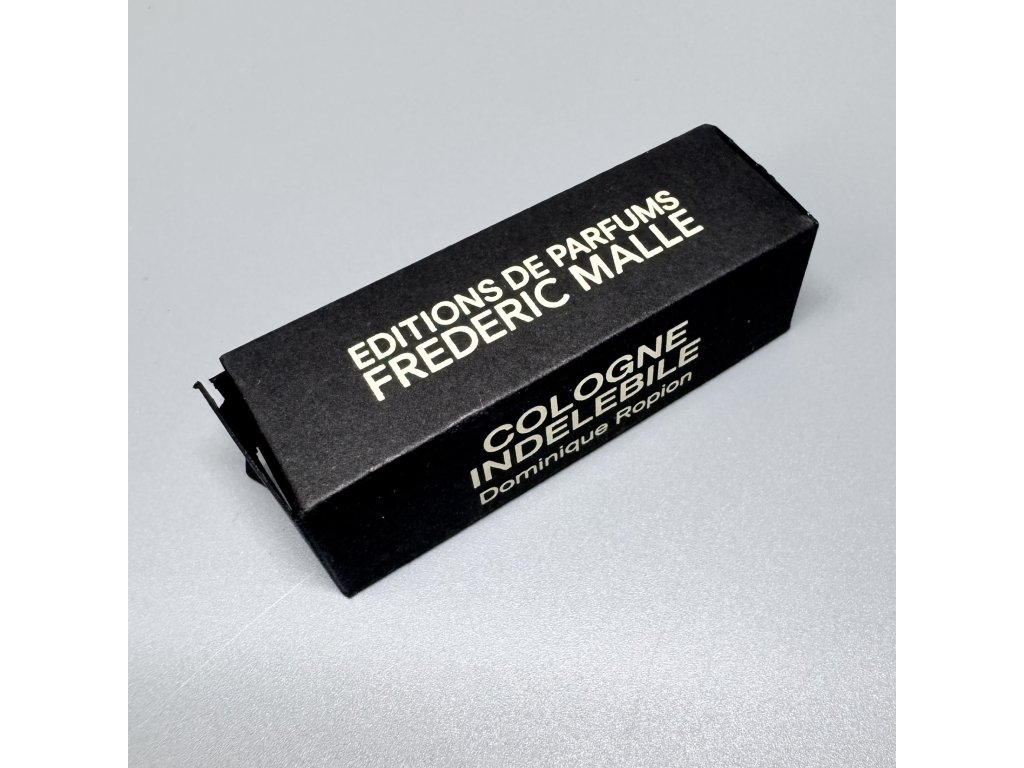 EDITIONS DE PARFUMS
FREDERIC MALLE
COLOGNE
INDELEBILE
Dominique Ropion